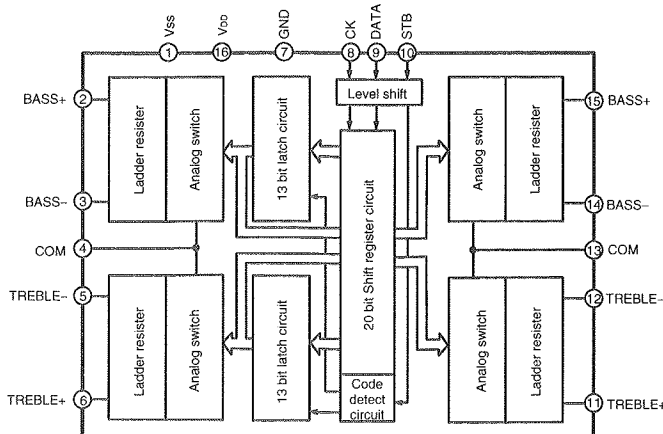 Vss
VDD
GND
CK
DATA
STB
1
16
7
8
9
10
Level shift
BASS+
2
Ladder resister
Analog switch
13 bit latch circuit
20 bit Shift register circuit
Analog switch
Ladder resister
15
BASS+
BASS-
3
14
BASS-
COM
4
13
COM
TREBLE-
5
Ladder resister
Analog switch
13 bit latch circuit
Analog switch
Ladder resister
12
TREBLE-
Code
detect
circuit
TREBLE+
6
11
TREBLE+